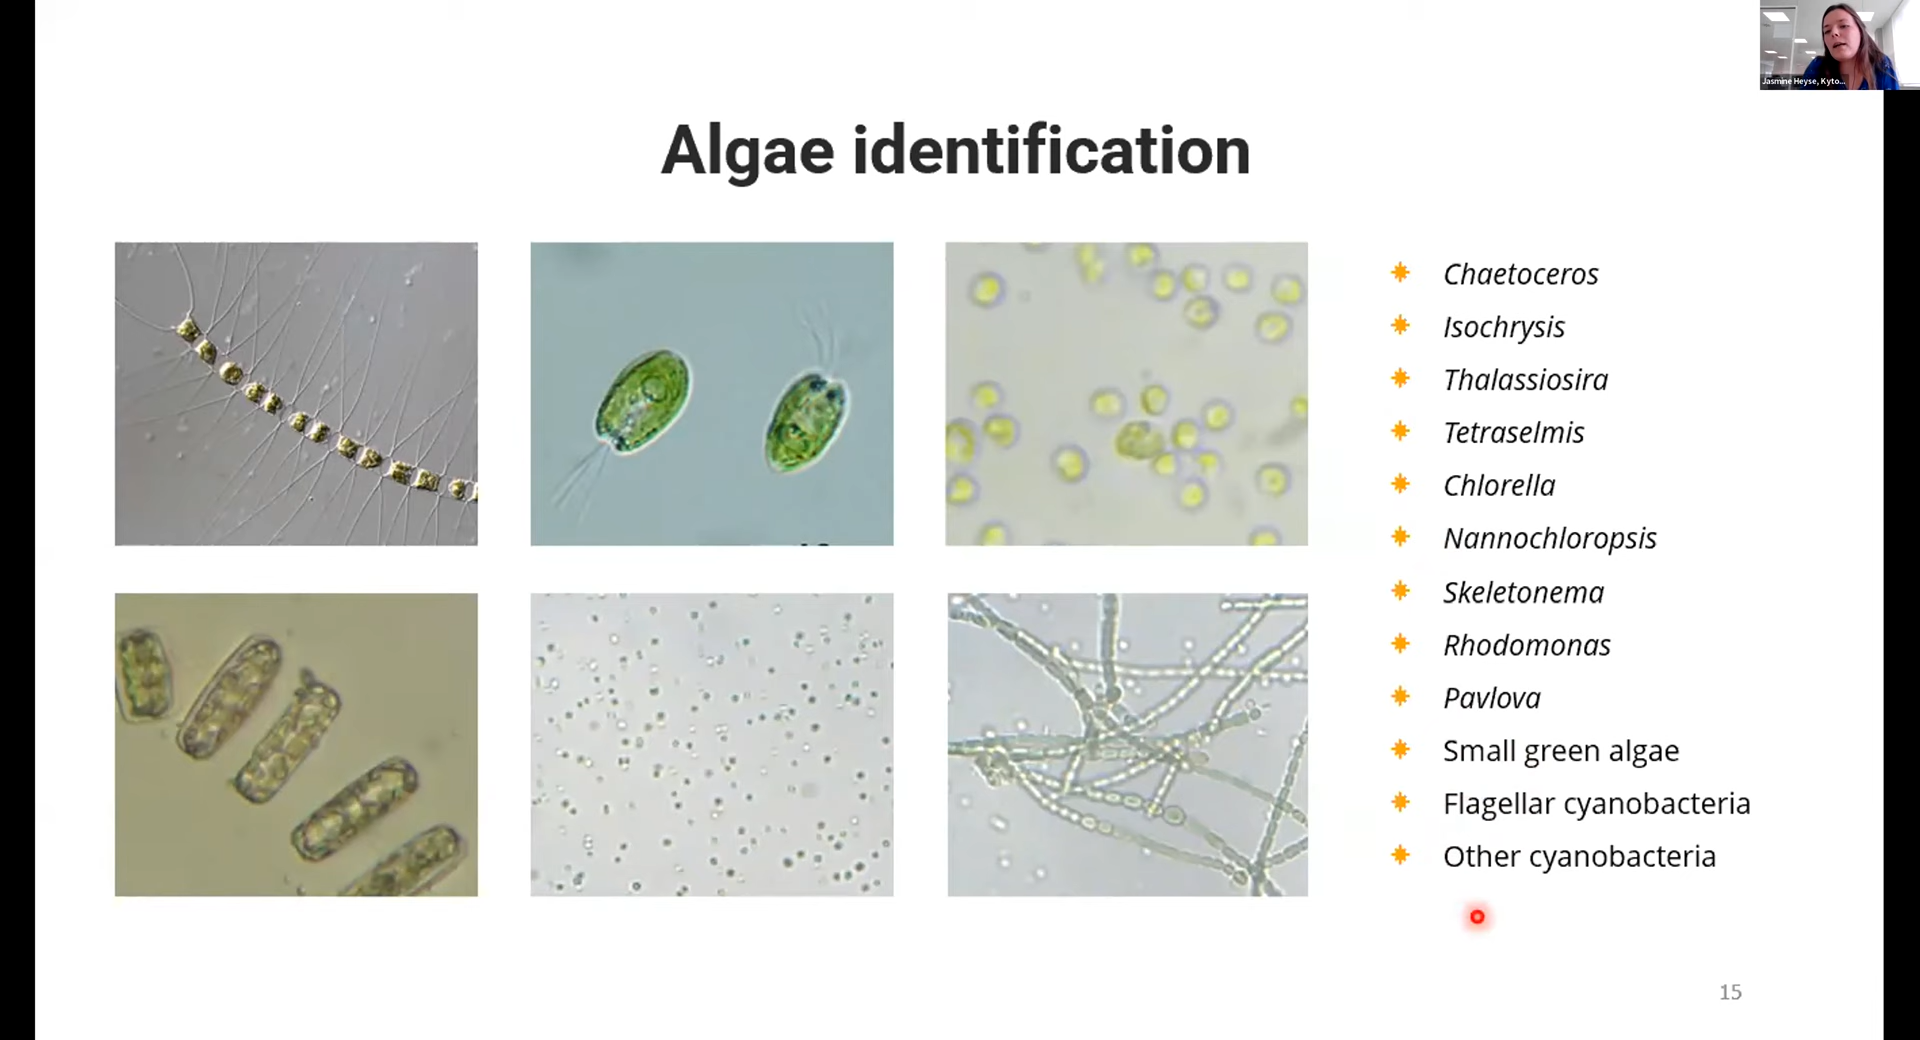 Jasmine Heyse, Kyto...
Algae identification
Chaetoceros
Isochrysis
Thalassiosira
Tetraselmis
Chlorella
Nannochloropsis
Skeletonema
Rhodomonas
Pavlova
Small green algae
Flagellar cyanobacteria
Other cyanobacteria
15